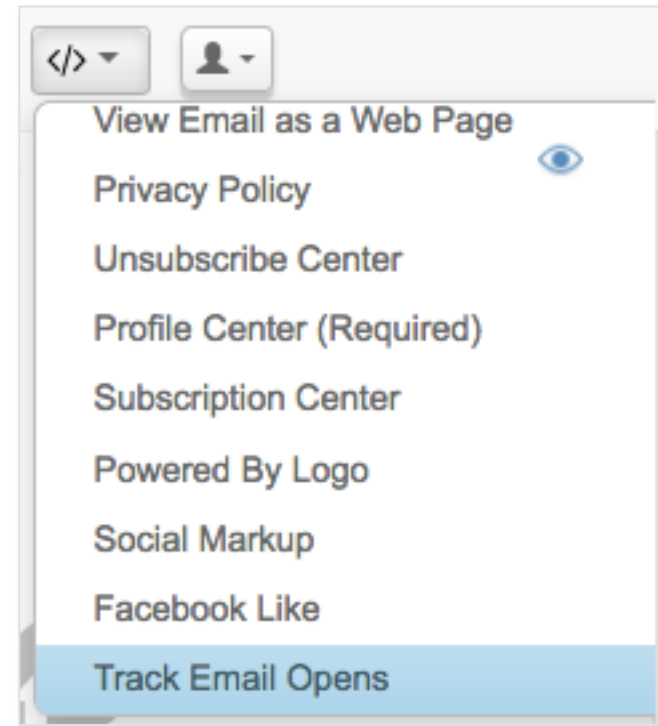 </>
View Email as a Web Page
Privacy Policy
Unsubscribe Center
Profile Center (Required)
Subscription Center
Powered By Logo
Social Markup
Facebook Like
Track Email Opens